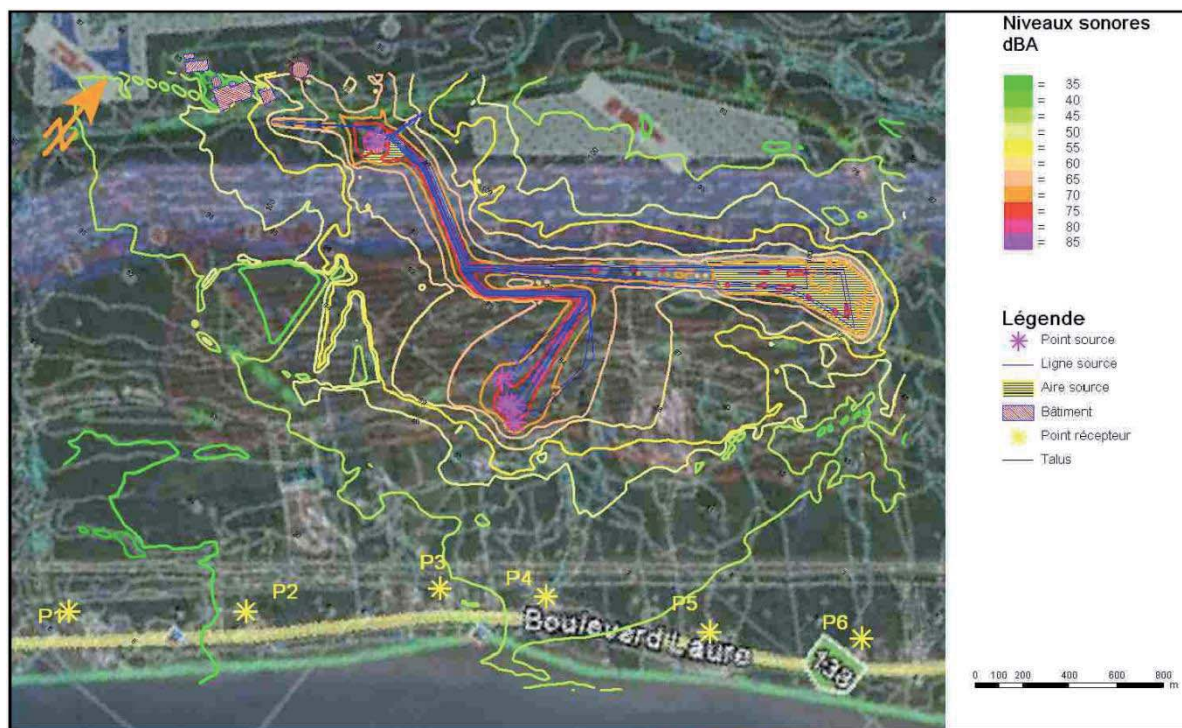 Niveaux sonores
dBA
= 35
= 40
= 45
= 50
= 55
= 60
= 65
= 70
= 75
= 80
= 85
Légende
Point source
Ligne source
Aire source
Bâtiment
Point récepteur
Talus
P1
P2
P3
P4
P5
P6
Boulevard Laure
138
0 100 200 400 600 800
m